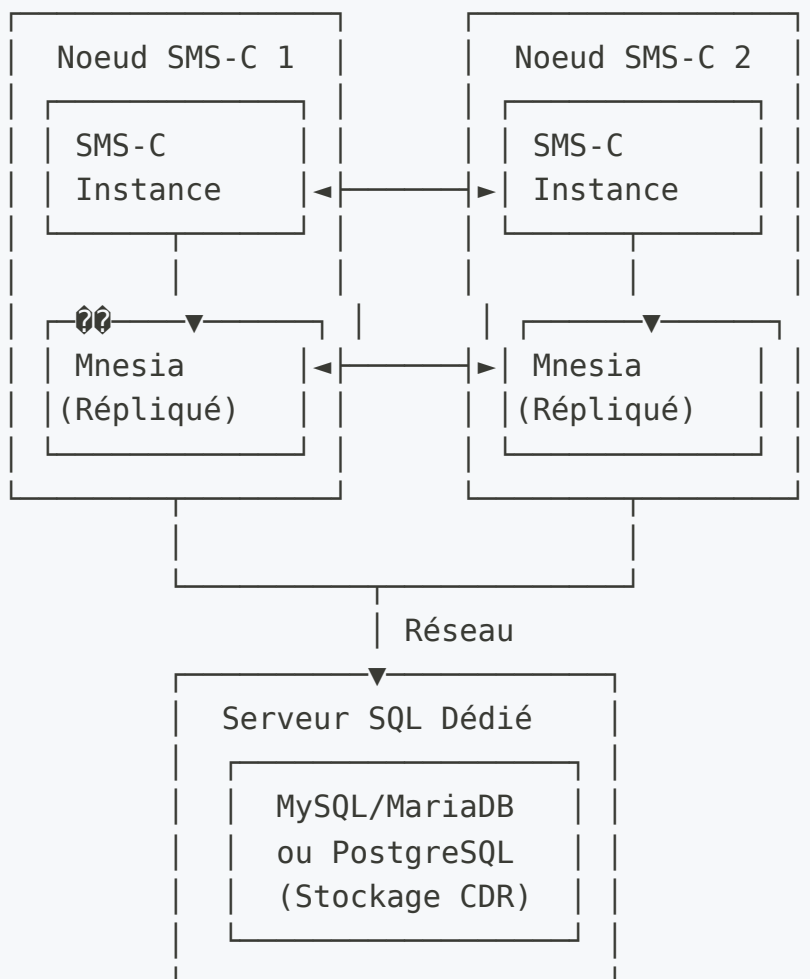 Noeud SMS-C 1
Noeud SMS-C 2
SMS-C
Instance
SMS-C
Instance
��
Mnesia
(Répliqué)
Mnesia
(Répliqué)
Réseau
Serveur SQL Dédié
MySQL/MariaDB
ou PostgreSQL
(Stockage CDR)